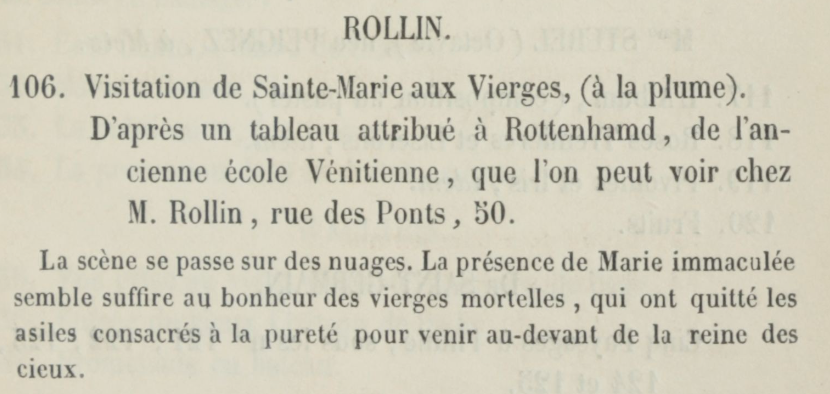 ROLLIN.
106. Visitation de Sainte-Marie aux Vierges, (à la plume).
D'après un tableau attribué à Rottenhamd, de l'an-
cienne école Vénitienne, que l'on peut voir chez
M. Rollin, rue des Ponts, 50.
La scène se passe sur des nuages. La présence de Marie immaculée
semble suffire au bonheur des vierges mortelles, qui ont quitté les
asiles consacrés à la pureté pour venir au-devant de la reine des
cieux.